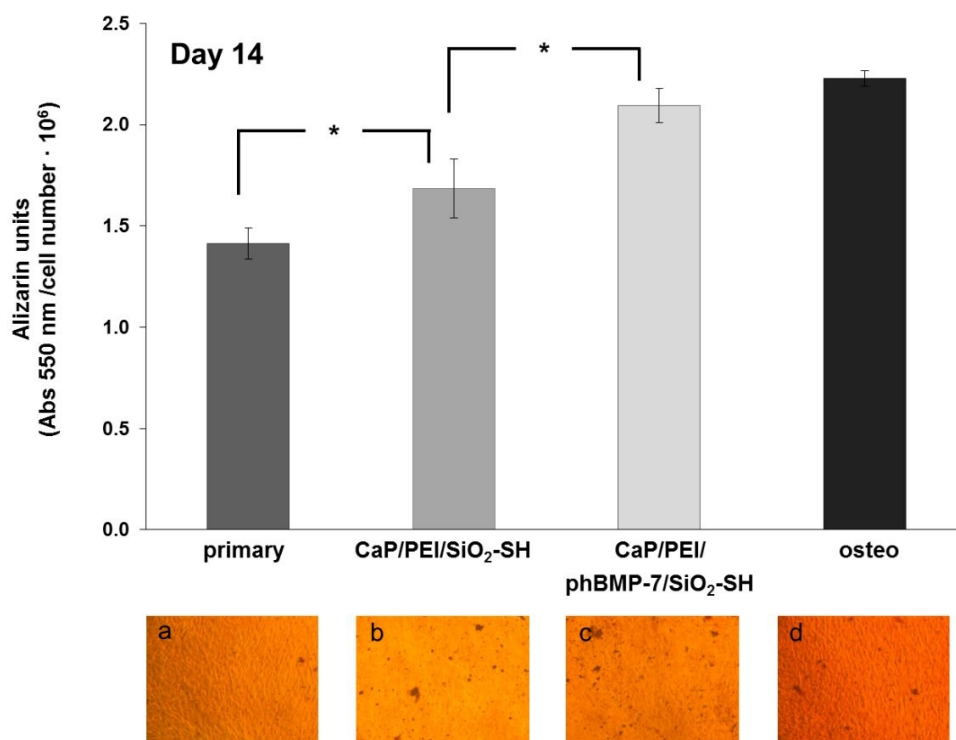 Day 14
*
*
Alizarin units
(Abs 550 nm /cell number · 10⁶)
2.5
2.0
1.5
1.0
0.5
0.0
primary
CaP/PEI/SiO₂-SH
CaP/PEI/
phBMP-7/SiO₂-SH
osteo
a
b
c
d